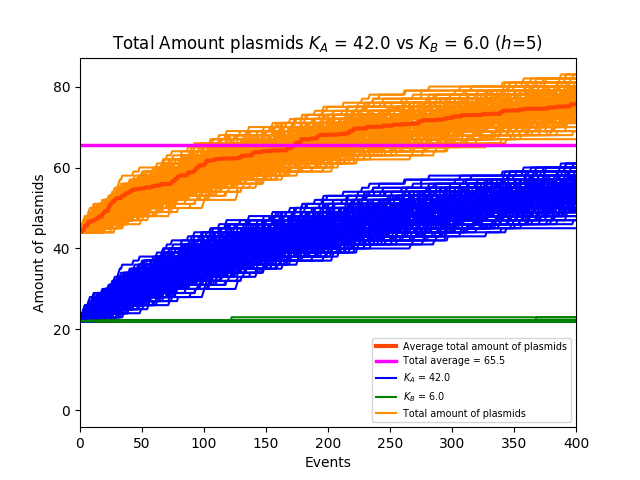 Total Amount plasmids K_A = 42.0 vs K_B = 6.0 (h=5)
80
60
40
20
0
Amount of plasmids
0 50 100 150 200 250 300 350 400
Events
Average total amount of plasmids
Total average = 65.5
K_A = 42.0
K_B = 6.0
Total amount of plasmids